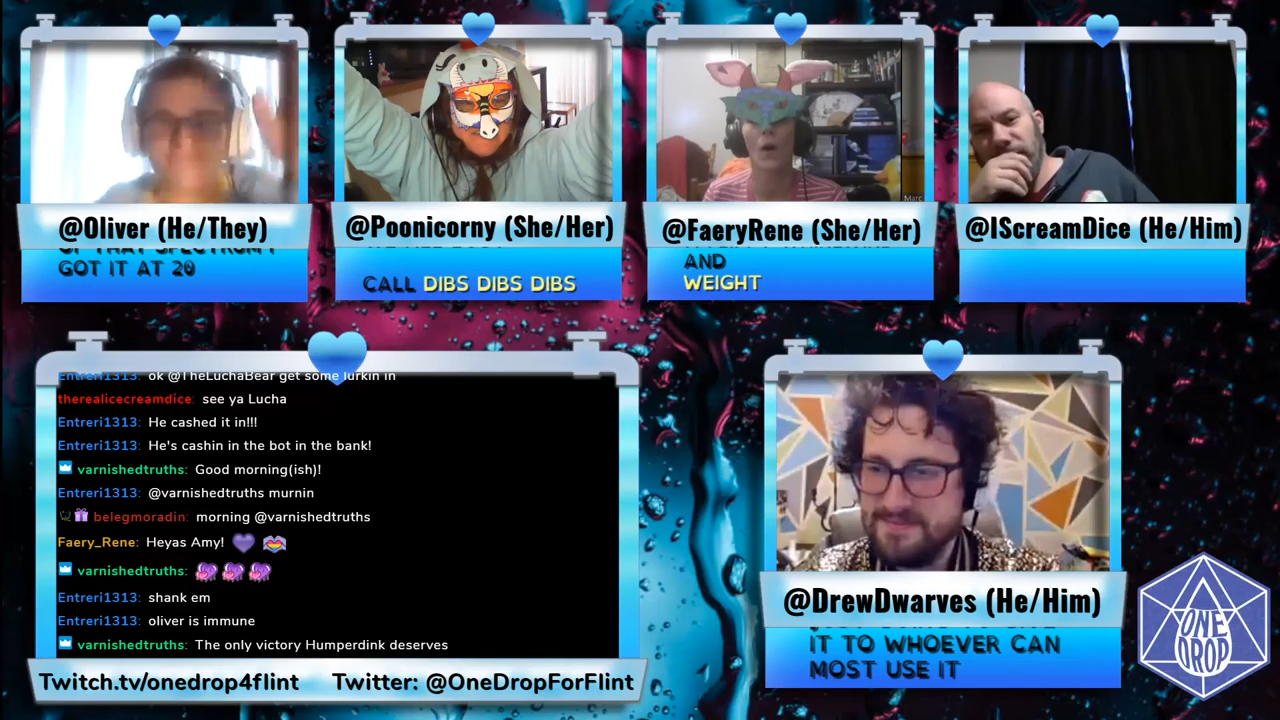 @Oliver (He/They)
GOT IT AT 20
@Poonicorny (She/Her)
CALL DIBS DIBS DIBS
Marc
@FaeryRene (She/Her)
AND
WEIGHT
@IScreamDice (He/Him)
Entreri1313: ok @TheLuchaBear get some lurkin in
therealicecreamdice: see ya Lucha
Entreri1313: He cashed it in!!!
Entreri1313: He's cashin in the bot in the bank!
varnishedtruths: Good morning(ish)!
Entreri1313: @varnishedtruths murnin
belegmoradin: morning @varnishedtruths
Faery_Rene: Heyas Amy!
varnishedtruths:
Entreri1313: shank em
Entreri1313: oliver is immune
varnishedtruths: The only victory Humperdink deserves
Twitch.tv/onedrop4flint Twitter: @OneDropForFlint
@DrewDwarves (He/Him)
IT TO WHOEVER CAN
MOST USE IT
ONE
DROP